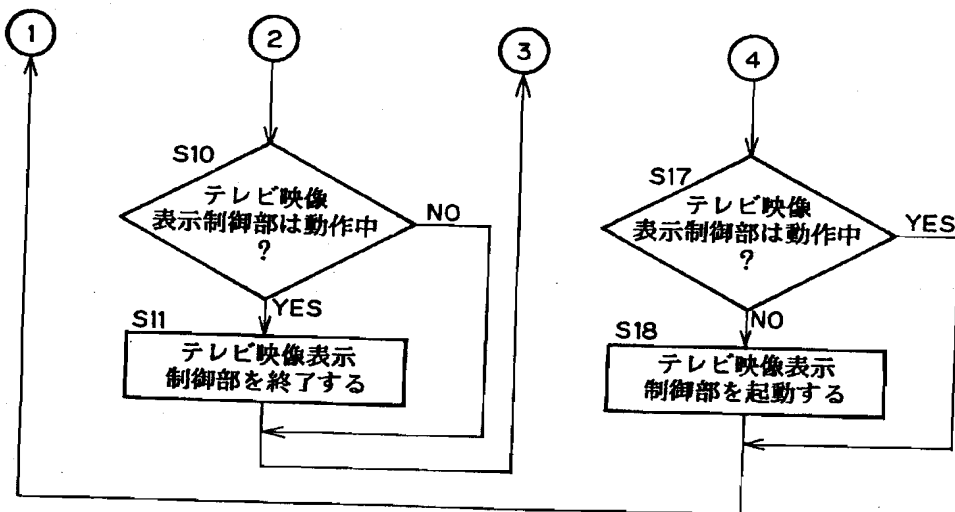 1
2
3
4
S10
テレビ映像
表示制御部は動作中
?
NO
YES
S11
テレビ映像表示
制御部を終了する
S17
テレビ映像
表示制御部は動作中
?
YES
NO
S18
テレビ映像表示
制御部を起動する